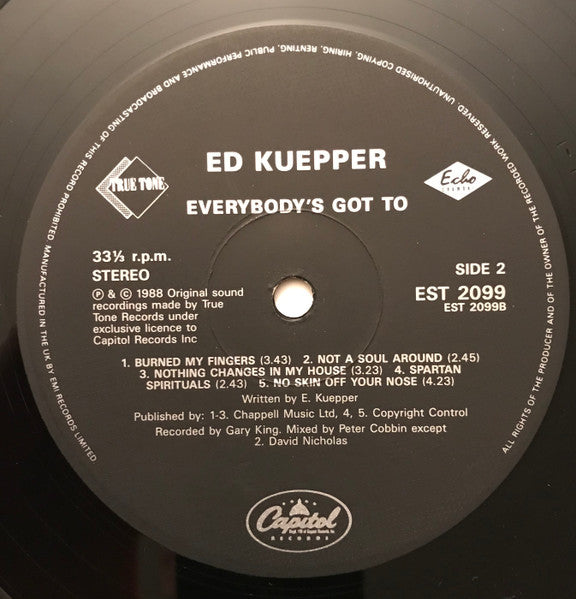 ED KUEPPER
TRUE TONE
Echo
EVERYBODY'S GOT TO
33⅓ r.p.m.
STEREO
SIDE 2
℗ & © 1988 Original sound
recordings made by True
Tone Records under
exclusive licence to
Capitol Records Inc
EST 2099
EST 2099B
1. BURNED MY FINGERS (3.43) 2. NOT A SOUL AROUND (2.45)
3. NOTHING CHANGES IN MY HOUSE (3.23) 4. SPARTAN
SPIRITUALS (2.43) 5. NO SKIN OFF YOUR NOSE (4.23)
Written by E. Kuepper
Published by: 1-3. Chappell Music Ltd, 4, 5. Copyright Control
Recorded by Gary King. Mixed by Peter Cobbin except
2. David Nicholas
Capitol
RECORDS
ALL RIGHTS OF THE PRODUCER AND OF THE OWNER OF THE RECORDED WORK RESERVED. UNAUTHORISED COPYING, HIRING, RENTING, PUBLIC PERFORMANCE AND BROADCASTING OF THIS RECORD PROHIBITED. MANUFACTURED IN THE UK BY EMI RECORDS LIMITED